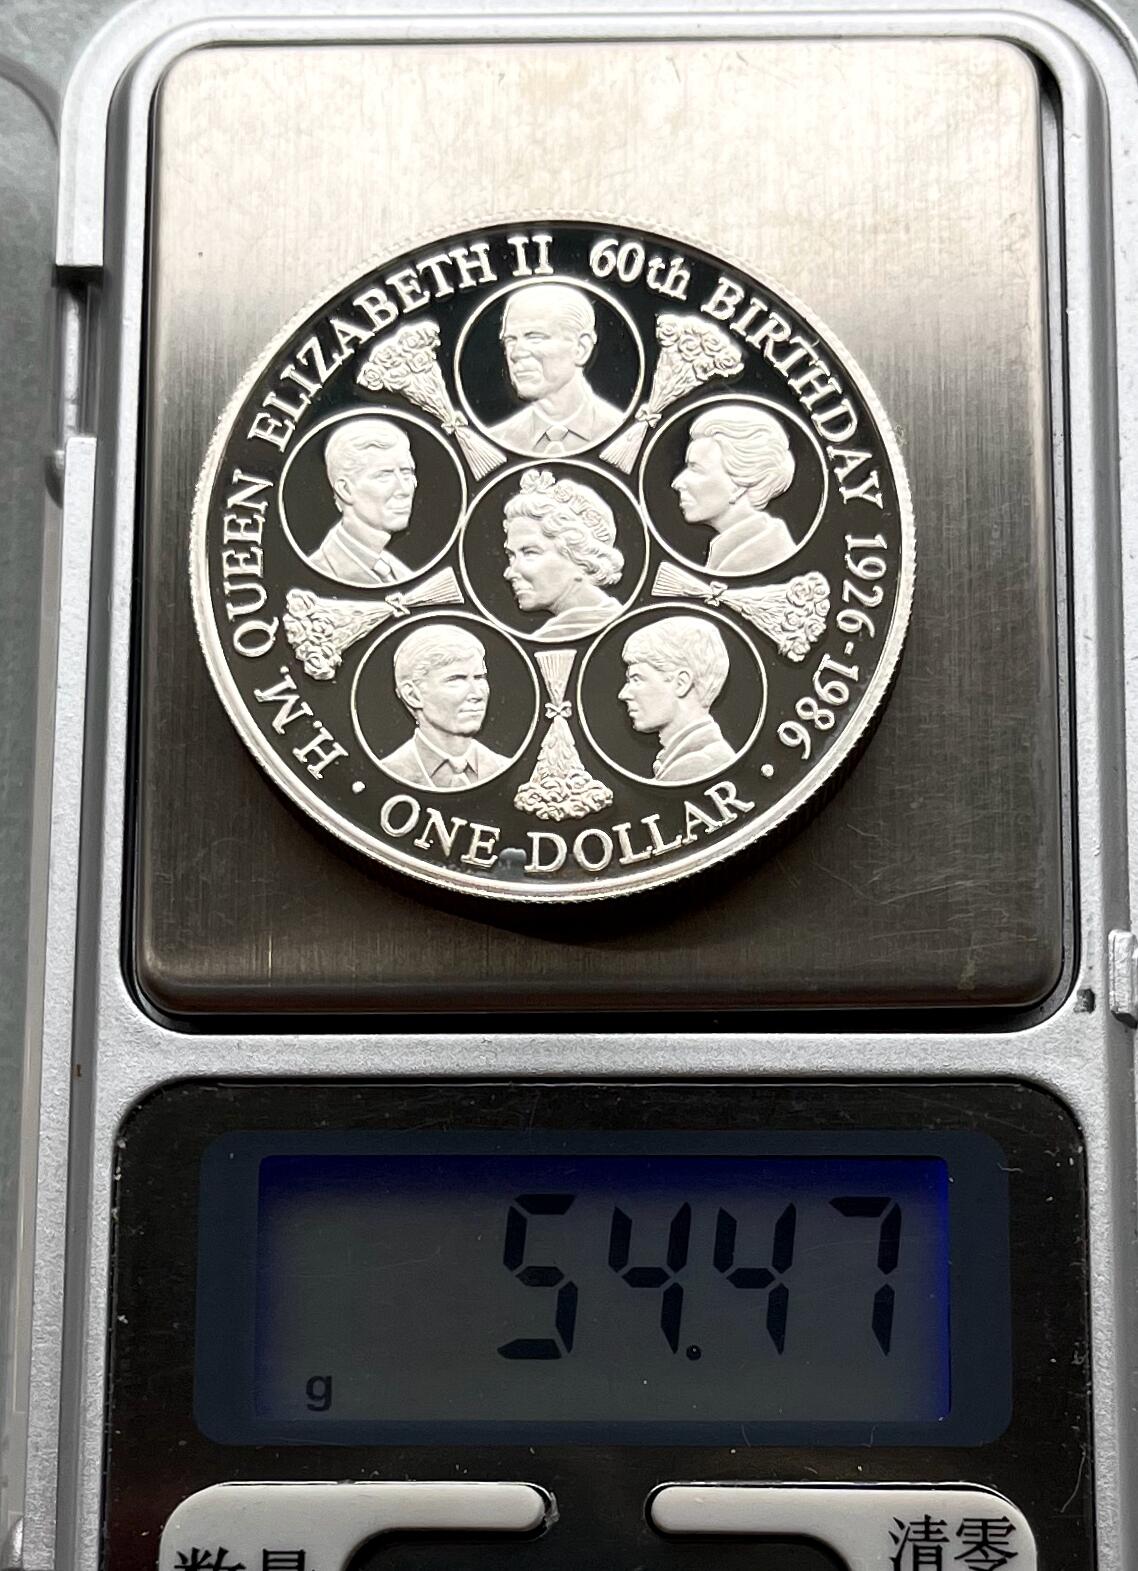 H.M. QUEEN ELIZABETH II 60th BIRTHDAY 1926-1986
· ONE DOLLAR ·
54.47
g
清零